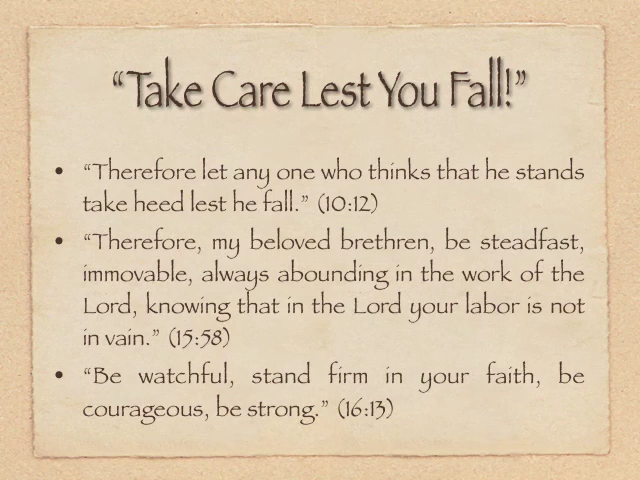 “Take Care Lest You Fall!”
• “Therefore let any one who thinks that he stands
take heed lest he fall.” (10:12)
• “Therefore, my beloved brethren, be steadfast,
immovable, always abounding in the work of the
Lord, knowing that in the Lord your labor is not
in vain.” (15:58)
• “Be watchful, stand firm in your faith, be
courageous, be strong.” (16:13)